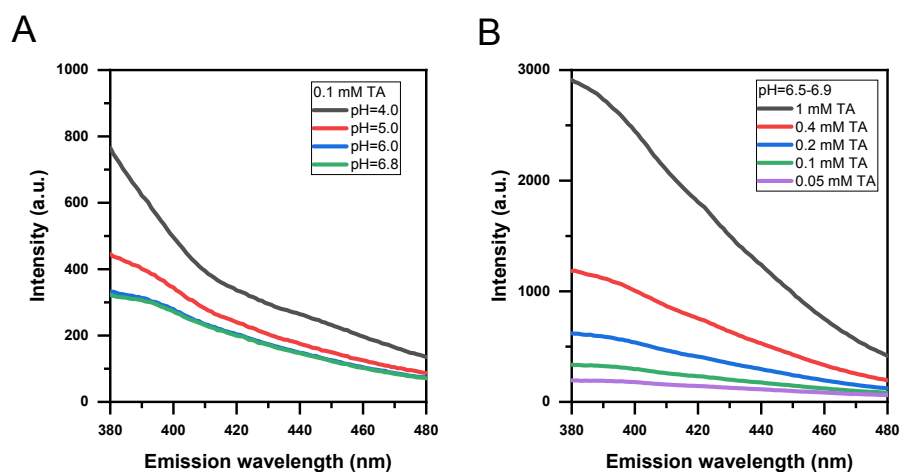 A
1000
800
600
400
200
0
380
400
420
440
460
480
Intensity (a.u.)
Emission wavelength (nm)
0.1 mM TA
pH=4.0
pH=5.0
pH=6.0
pH=6.8
B
3000
2000
1000
0
380
400
420
440
460
480
Intensity (a.u.)
Emission wavelength (nm)
pH=6.5-6.9
1 mM TA
0.4 mM TA
0.2 mM TA
0.1 mM TA
0.05 mM TA